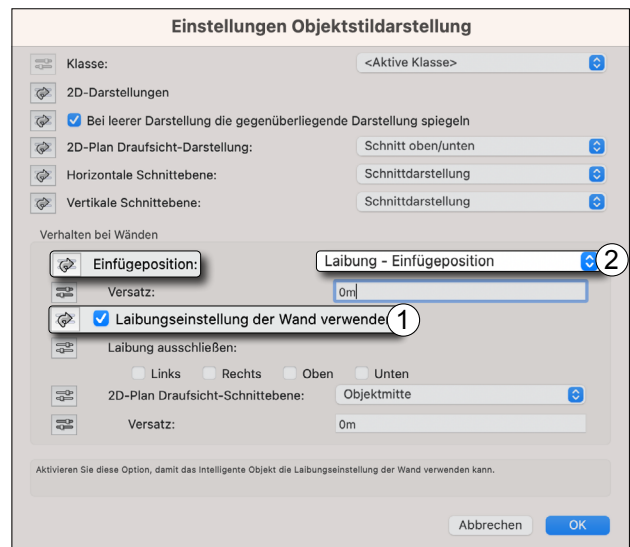 Einstellungen Objektstildarstellung
Klasse: <Aktive Klasse>
2D-Darstellungen
Bei leerer Darstellung die gegenüberliegende Darstellung spiegeln
2D-Plan Draufsicht-Darstellung: Schnitt oben/unten
Horizontale Schnittebene: Schnittdarstellung
Vertikale Schnittebene: Schnittdarstellung
Verhalten bei Wänden
Einfügeposition: Laibung - Einfügeposition 2
Versatz: 0m
Laibungseinstellung der Wand verwende 1
Laibung ausschließen:
Links Rechts Oben Unten
2D-Plan Draufsicht-Schnittebene: Objektmitte
Versatz: 0m
Aktivieren Sie diese Option, damit das Intelligente Objekt die Laibungseinstellung der Wand verwenden kann.
Abbrechen OK